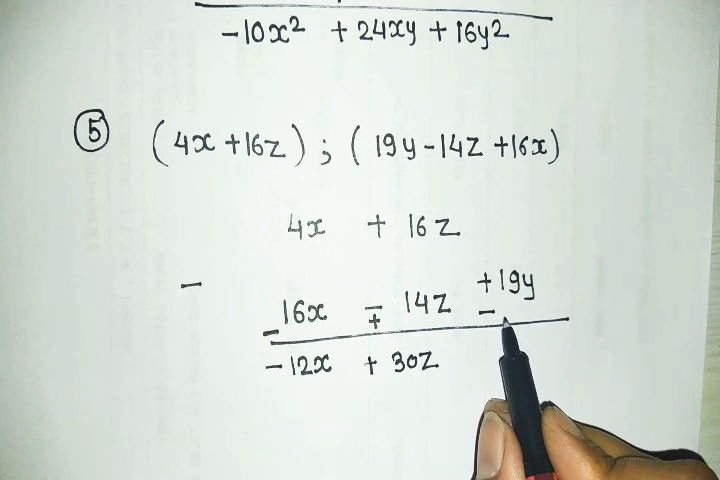 -10x² + 24xy + 16y²
⑤ (4x + 16z) ; (19y - 14z + 16x)
4x + 16z
- 16x - 14z + 19y
- + -
-12x + 30z